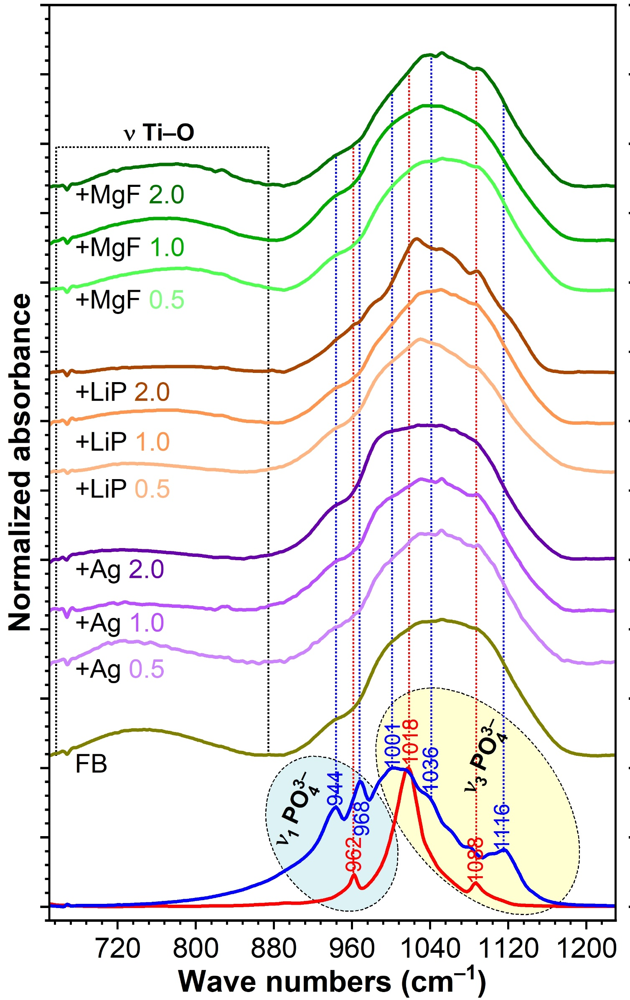 ν Ti–O
+MgF 2.0
+MgF 1.0
+MgF 0.5
+LiP 2.0
+LiP 1.0
+LiP 0.5
+Ag 2.0
+Ag 1.0
+Ag 0.5
FB
ν₁ PO₄³⁻
ν₃ PO₄³⁻
944
962
968
1001
1018
1036
1088
1116
720 800 880 960 1040 1120 1200
Wave numbers (cm⁻¹)
Normalized absorbance